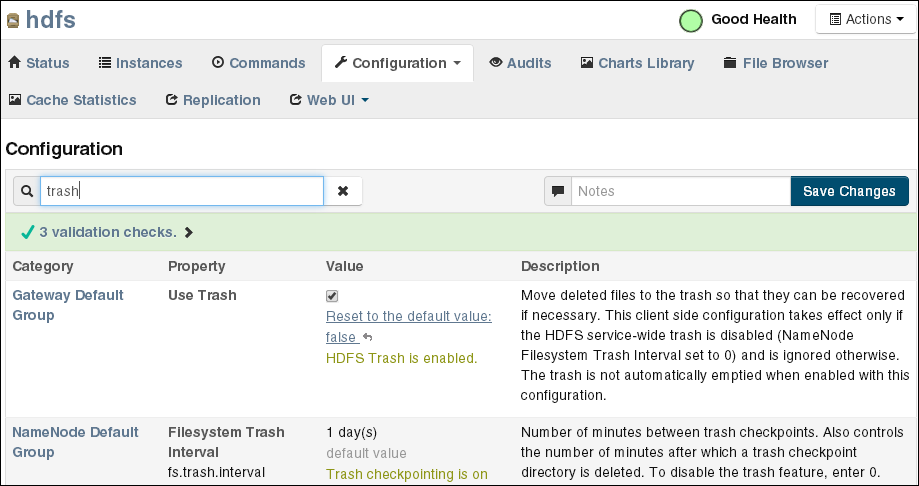 hdfs
Good Health
Actions
Status
Instances
Commands
Configuration
Audits
Charts Library
File Browser
Cache Statistics
Replication
Web UI
Configuration
trash
Notes
Save Changes
3 validation checks.
Category
Property
Value
Description
Gateway Default
Group
Use Trash
Reset to the default value:
false
HDFS Trash is enabled.
Move deleted files to the trash so that they can be recovered
if necessary. This client side configuration takes effect only if
the HDFS service-wide trash is disabled (NameNode
Filesystem Trash Interval set to 0) and is ignored otherwise.
The trash is not automatically emptied when enabled with this
configuration.
NameNode Default
Group
Filesystem Trash
Interval
fs.trash.interval
1 day(s)
default value
Trash checkpointing is on
Number of minutes between trash checkpoints. Also controls
the number of minutes after which a trash checkpoint
directory is deleted. To disable the trash feature, enter 0.